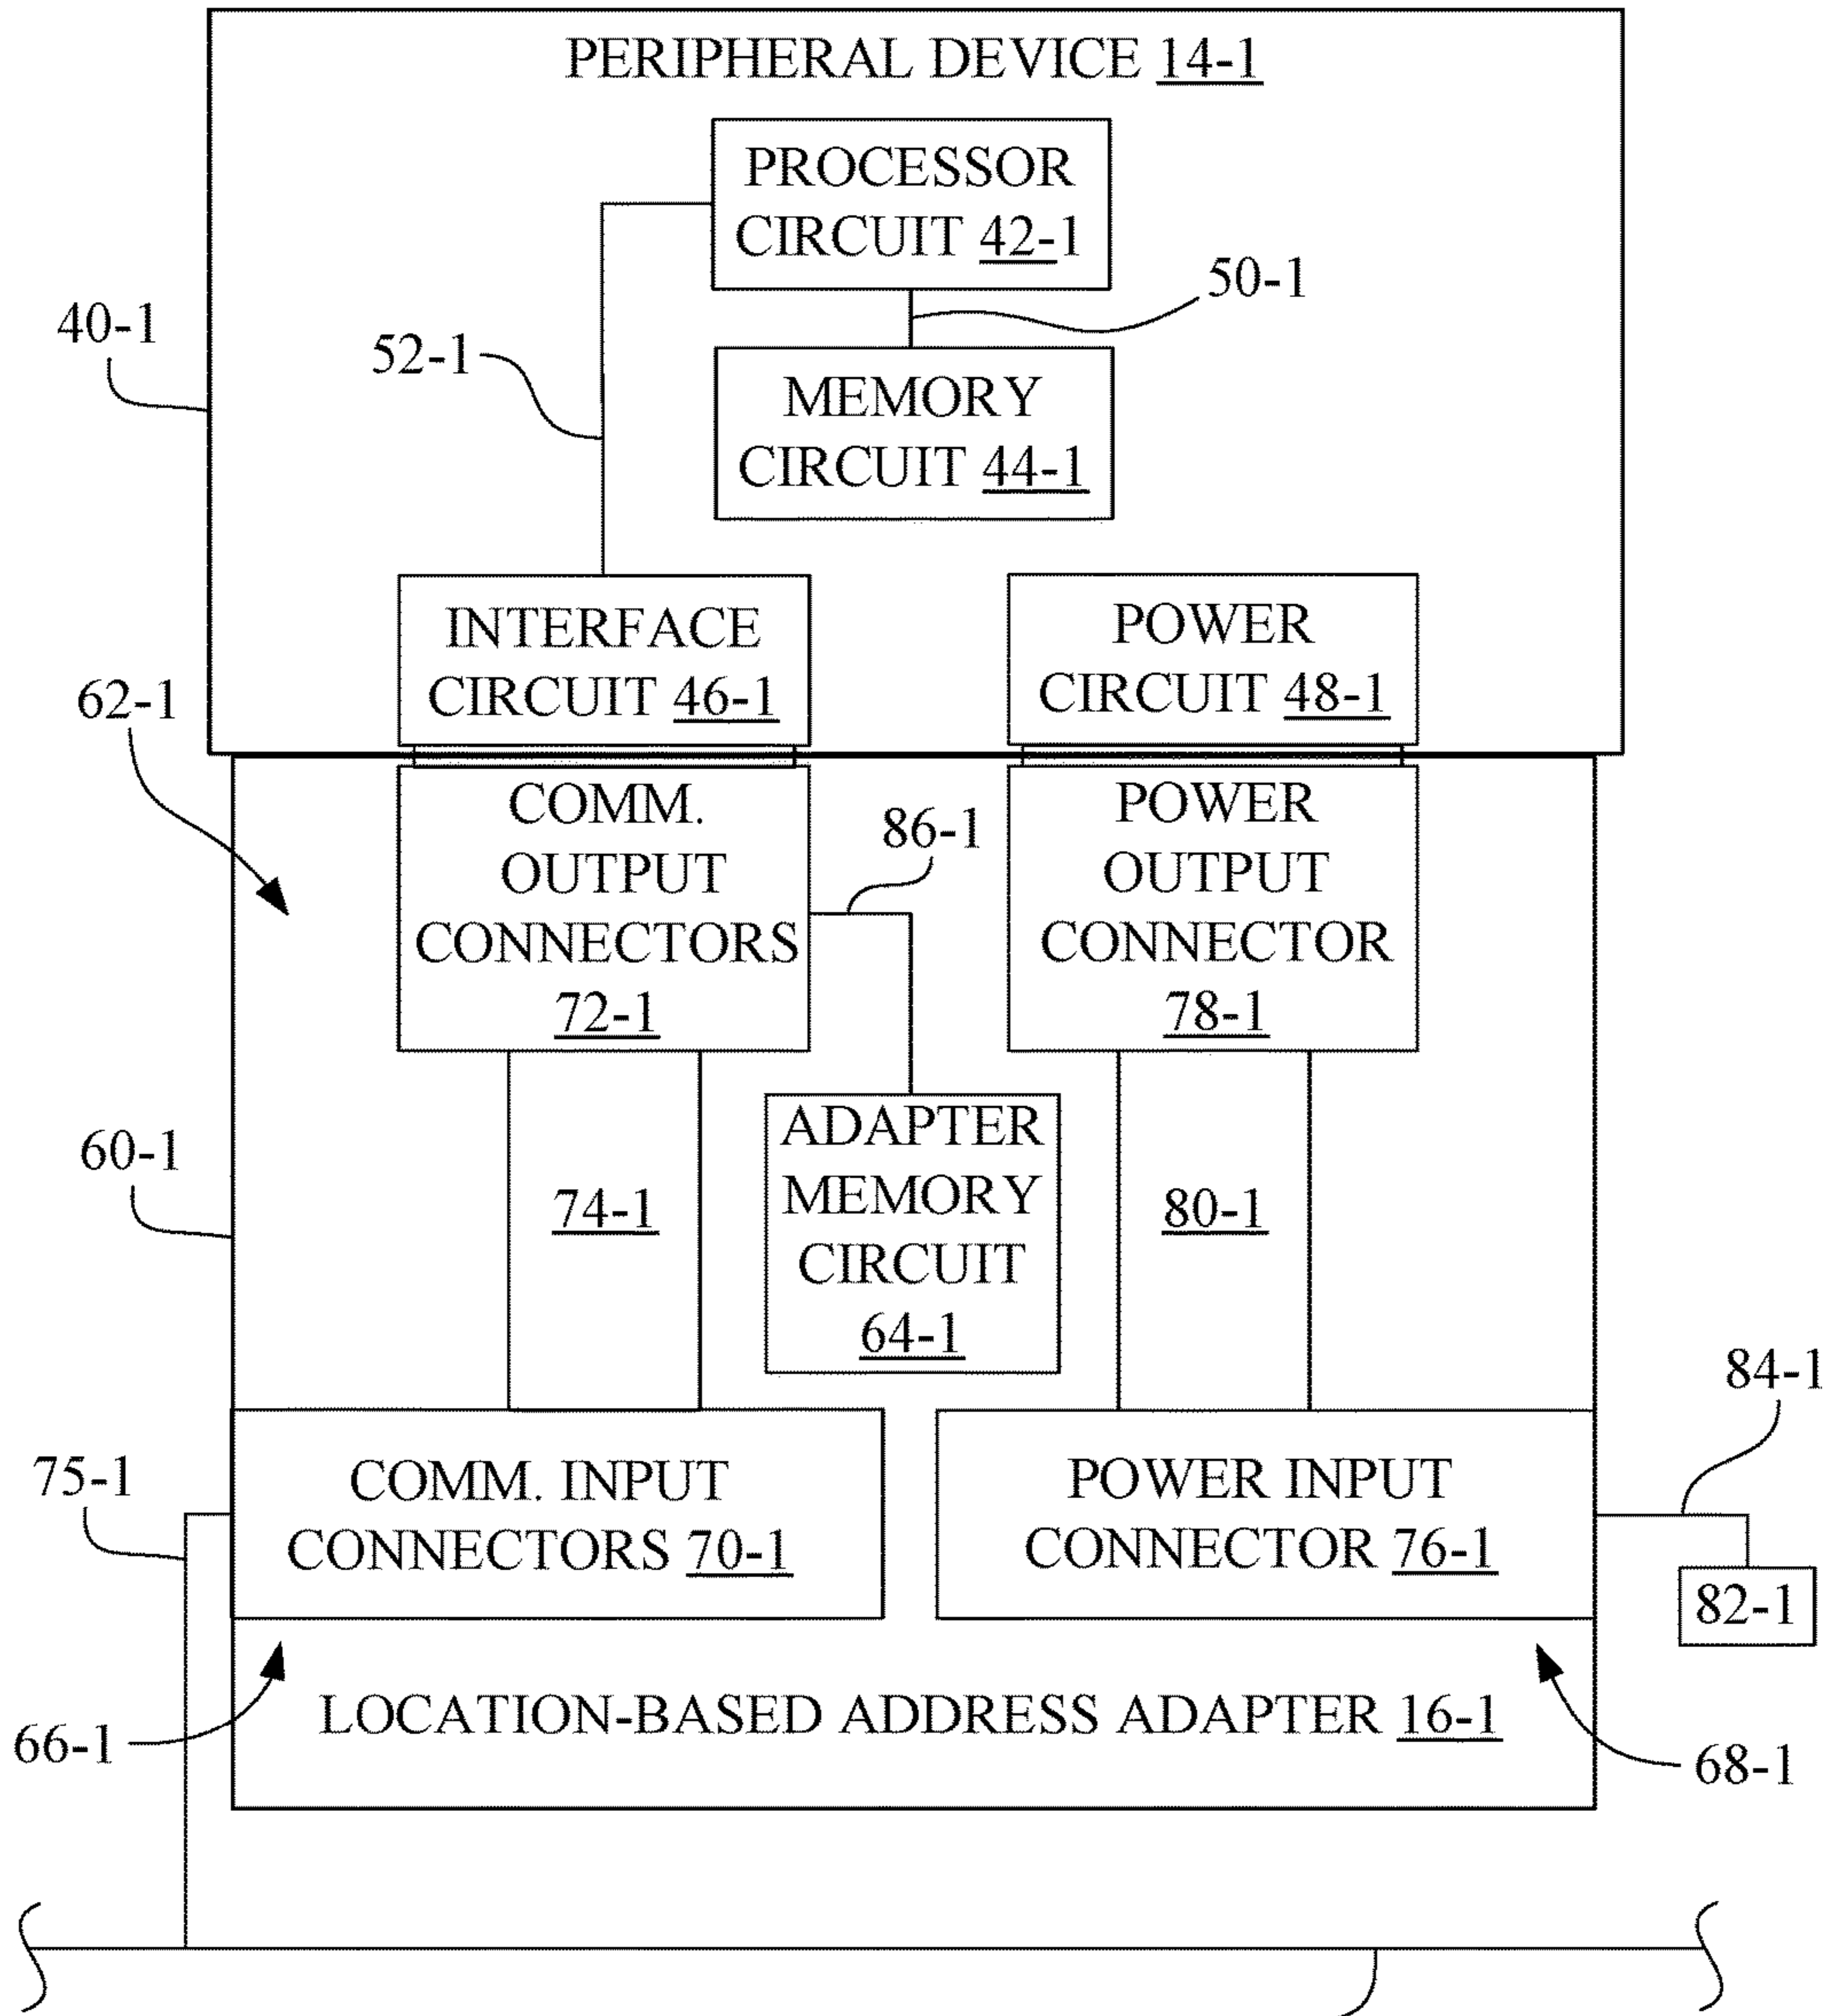 PERIPHERAL DEVICE 14-1
PROCESSOR
CIRCUIT 42-1
50-1
40-1
52-1
MEMORY
CIRCUIT 44-1
INTERFACE
CIRCUIT 46-1
POWER
CIRCUIT 48-1
62-1
COMM.
OUTPUT
CONNECTORS
72-1
86-1
POWER
OUTPUT
CONNECTOR
78-1
60-1
74-1
ADAPTER
MEMORY
CIRCUIT
64-1
80-1
84-1
75-1
COMM. INPUT
CONNECTORS 70-1
POWER INPUT
CONNECTOR 76-1
82-1
66-1
LOCATION-BASED ADDRESS ADAPTER 16-1
68-1